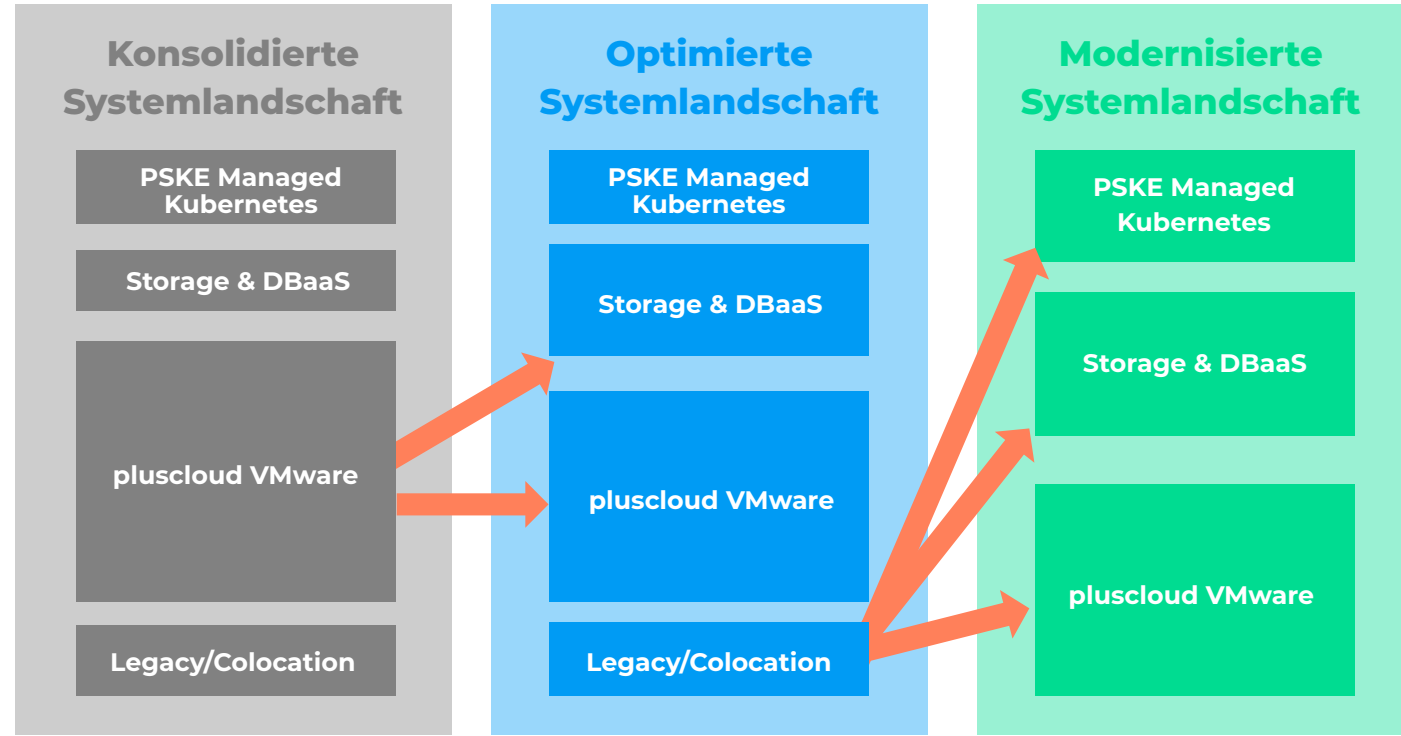 Konsolidierte
Systemlandschaft
PSKE Managed
Kubernetes
Storage & DBaaS
pluscloud VMware
Legacy/Colocation
Optimierte
Systemlandschaft
PSKE Managed
Kubernetes
Storage & DBaaS
pluscloud VMware
Legacy/Colocation
Modernisierte
Systemlandschaft
PSKE Managed
Kubernetes
Storage & DBaaS
pluscloud VMware